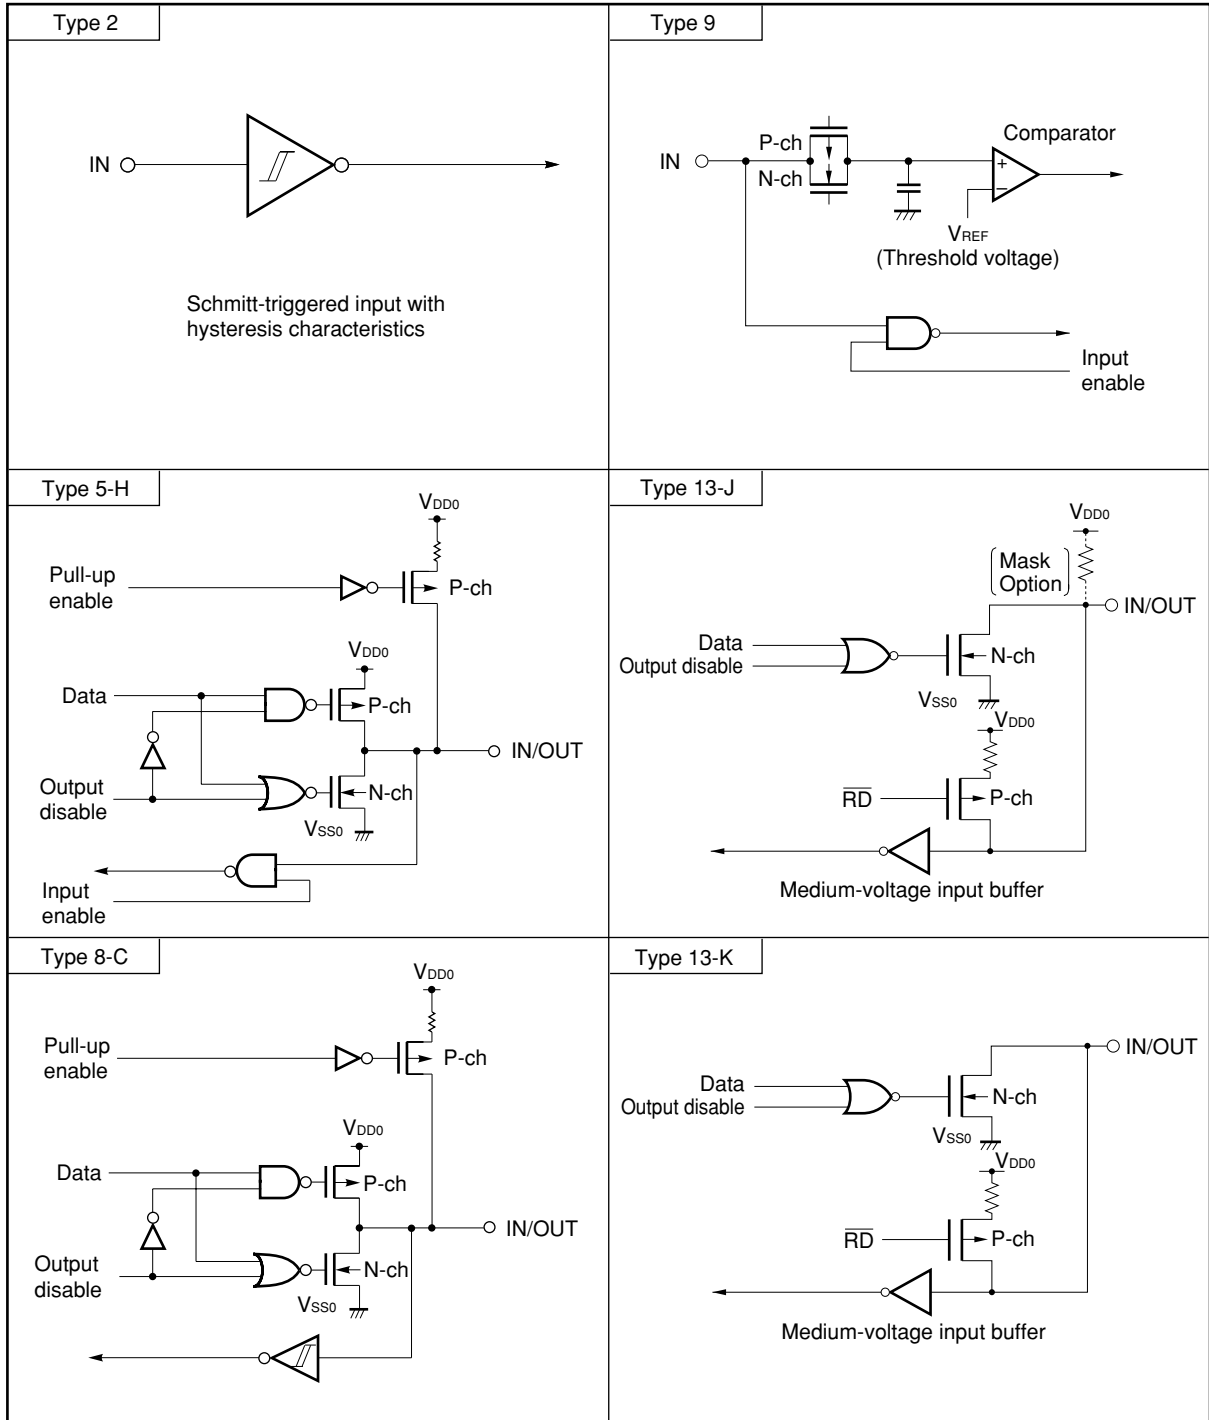 Type 2
IN
Schmitt-triggered input with
hysteresis characteristics
Type 9
IN
P-ch
N-ch
Comparator
+
−
VREF
(Threshold voltage)
Input
enable
Type 5-H
VDD0
Pull-up
enable
P-ch
VDD0
Data
P-ch
IN/OUT
Output
disable
N-ch
VSS0
Input
enable
Type 13-J
VDD0
Mask
Option
IN/OUT
Data
Output disable
N-ch
VSS0
VDD0
RD
P-ch
Medium-voltage input buffer
Type 8-C
VDD0
Pull-up
enable
P-ch
VDD0
Data
P-ch
IN/OUT
Output
disable
N-ch
VSS0
Type 13-K
IN/OUT
Data
Output disable
N-ch
VSS0
VDD0
RD
P-ch
Medium-voltage input buffer